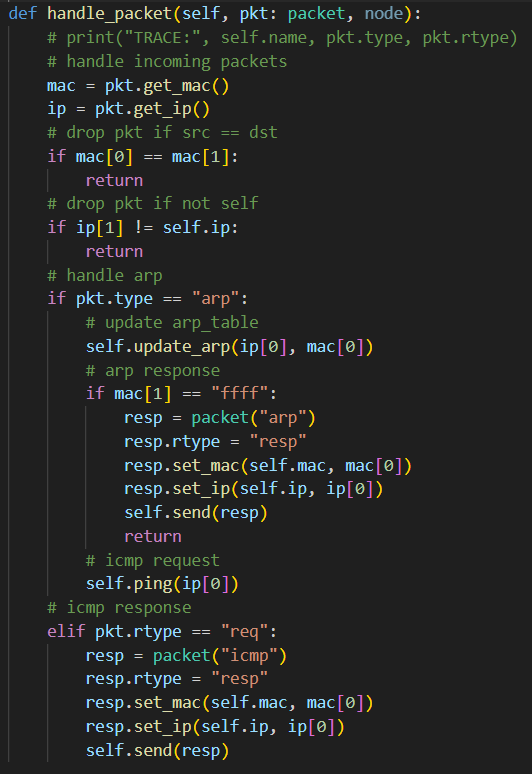 def handle_packet(self, pkt: packet, node):
    # print("TRACE:", self.name, pkt.type, pkt.rtype)
    # handle incoming packets
    mac = pkt.get_mac()
    ip = pkt.get_ip()
    # drop pkt if src == dst
    if mac[0] == mac[1]:
        return
    # drop pkt if not self
    if ip[1] != self.ip:
        return
    # handle arp
    if pkt.type == "arp":
        # update arp_table
        self.update_arp(ip[0], mac[0])
        # arp response
        if mac[1] == "ffff":
            resp = packet("arp")
            resp.rtype = "resp"
            resp.set_mac(self.mac, mac[0])
            resp.set_ip(self.ip, ip[0])
            self.send(resp)
            return
        # icmp request
        self.ping(ip[0])
    # icmp response
    elif pkt.rtype == "req":
        resp = packet("icmp")
        resp.rtype = "resp"
        resp.set_mac(self.mac, mac[0])
        resp.set_ip(self.ip, ip[0])
        self.send(resp)